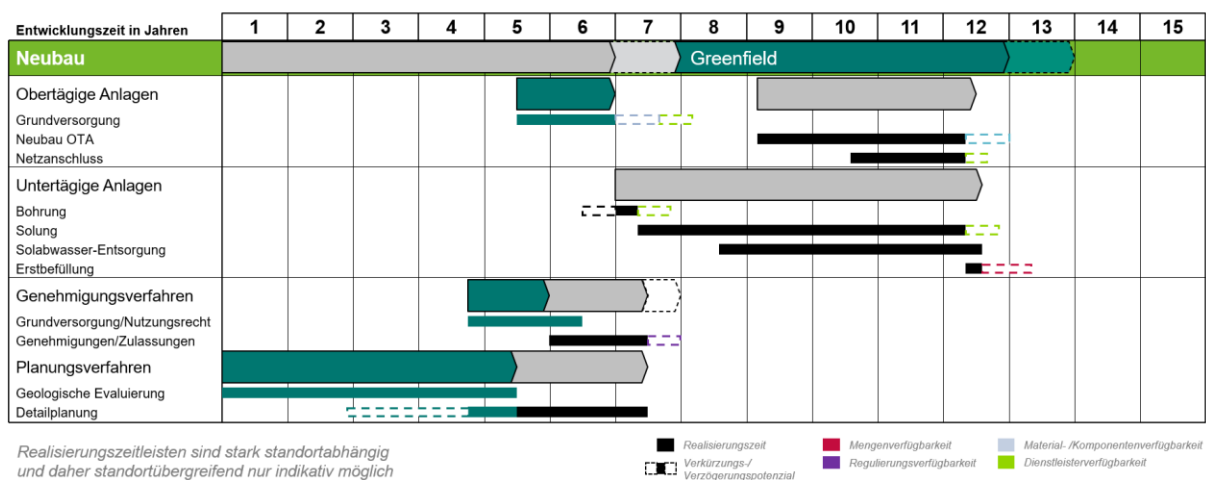 Entwicklungszeit in Jahren 1 2 3 4 5 6 7 8 9 10 11 12 13 14 15
Neubau Greenfield
Obertägige Anlagen
Grundversorgung
Neubau OTA
Netzanschluss
Untertägige Anlagen
Bohrung
Solung
Solabwasser-Entsorgung
Erstbefüllung
Genehmigungsverfahren
Grundversorgung/Nutzungsrecht
Genehmigungen/Zulassungen
Planungsverfahren
Geologische Evaluierung
Detailplanung
Realisierungszeitleisten sind stark standortabhängig
und daher standortübergreifend nur indikativ möglich
Realisierungszeit Mengenverfügbarkeit Material- /Komponentenverfügbarkeit
Verkürzungs-/
Verzögerungspotenzial
Regulierungsverfügbarkeit Dienstleisterverfügbarkeit